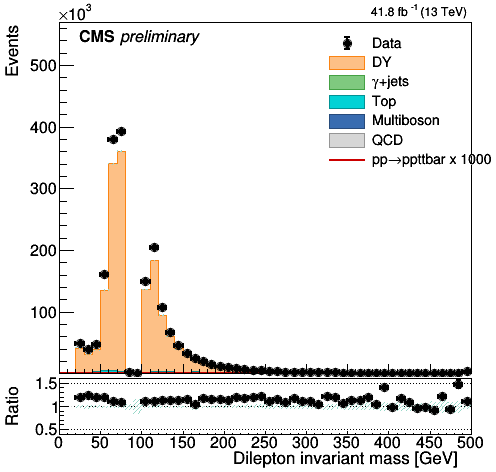 ×10³
41.8 fb⁻¹ (13 TeV)
CMS preliminary
Events
500
400
300
200
100
Data
DY
γ+jets
Top
Multiboson
QCD
pp→ppttbar x 1000
Ratio
1.5
1
0.5
0 50 100 150 200 250 300 350 400 450 500
Dilepton invariant mass [GeV]